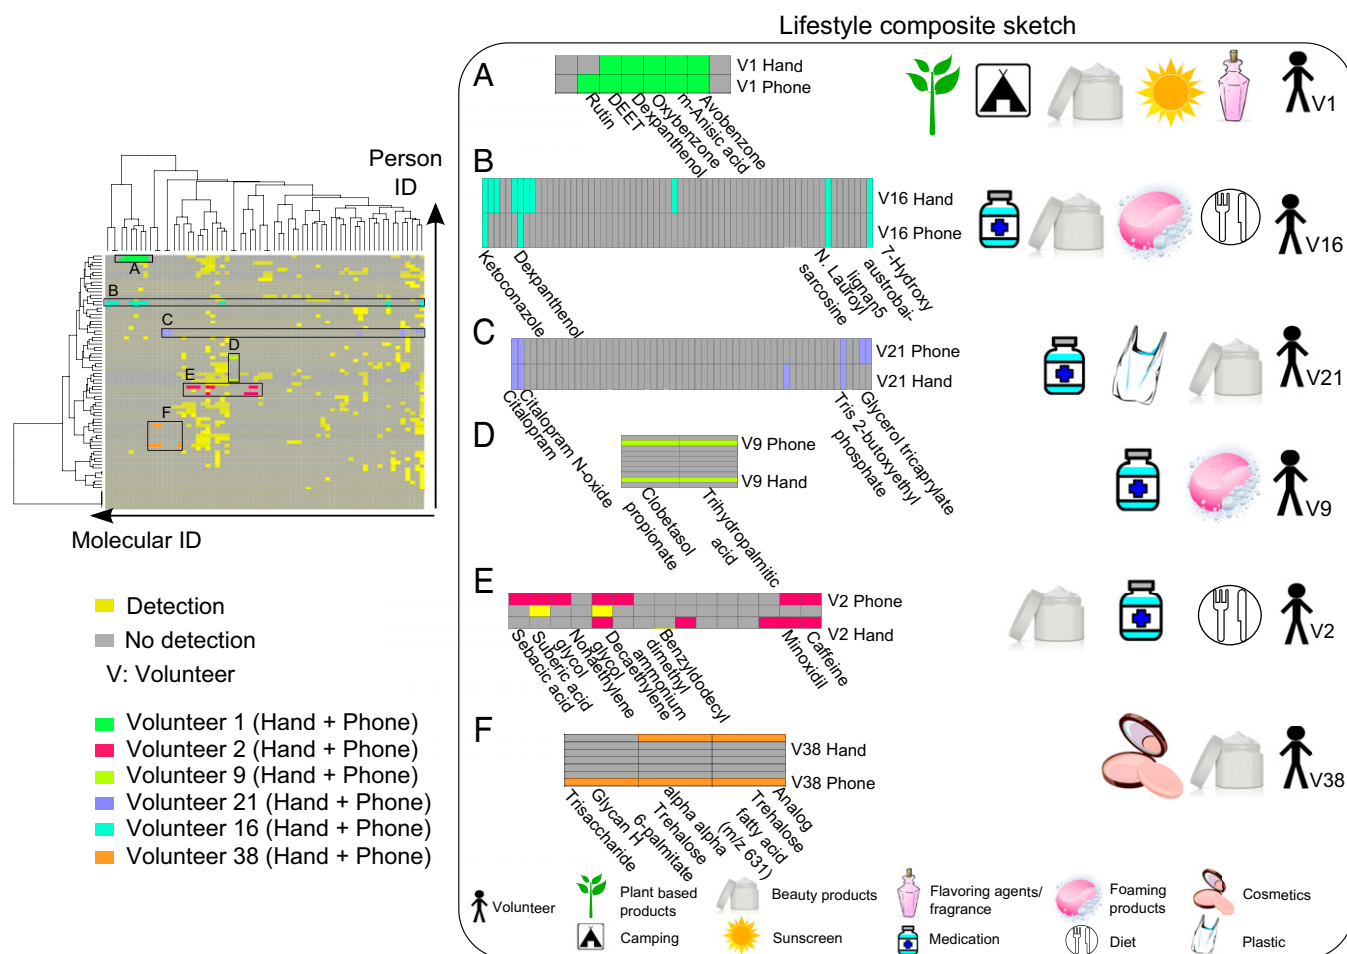 Lifestyle composite sketch
A
V1 Hand
V1 Phone
Rutin
DEET
Dexpanthenol
Oxybenzone
m-Anisic acid
Avobenzone
V1
B
V16 Hand
V16 Phone
Ketoconazole
Dexpanthenol
N. Lauroyl
sarcosine
7-Hydroxy
austrobai-
lignan5
V16
C
V21 Phone
V21 Hand
Citalopram
Citalopram N-oxide
Tris 2-butoxyethyl
phosphate
Glycerol tricaprylate
V21
D
V9 Phone
V9 Hand
Clobetasol
propionate
Trihydropalmitic
acid
V9
E
V2 Phone
V2 Hand
Sebacic acid
Suberic acid
Nonaethylene
glycol
Decaethylene
glycol
Benzyldodecyl
dimethyl
ammonium
Minoxidil
Caffeine
V2
F
V38 Hand
V38 Phone
Trisaccharide
Glycan H
alpha alpha
Trehalose
6-palmitate
Analog
Trehalose
fatty acid
(m/z 631)
V38
Person
ID
A
B
C
D
E
F
Molecular ID
Detection
No detection
V: Volunteer
Volunteer 1 (Hand + Phone)
Volunteer 2 (Hand + Phone)
Volunteer 9 (Hand + Phone)
Volunteer 21 (Hand + Phone)
Volunteer 16 (Hand + Phone)
Volunteer 38 (Hand + Phone)
Volunteer
Plant based
products
Beauty products
Flavoring agents/
fragrance
Foaming
products
Cosmetics
Camping
Sunscreen
Medication
Diet
Plastic